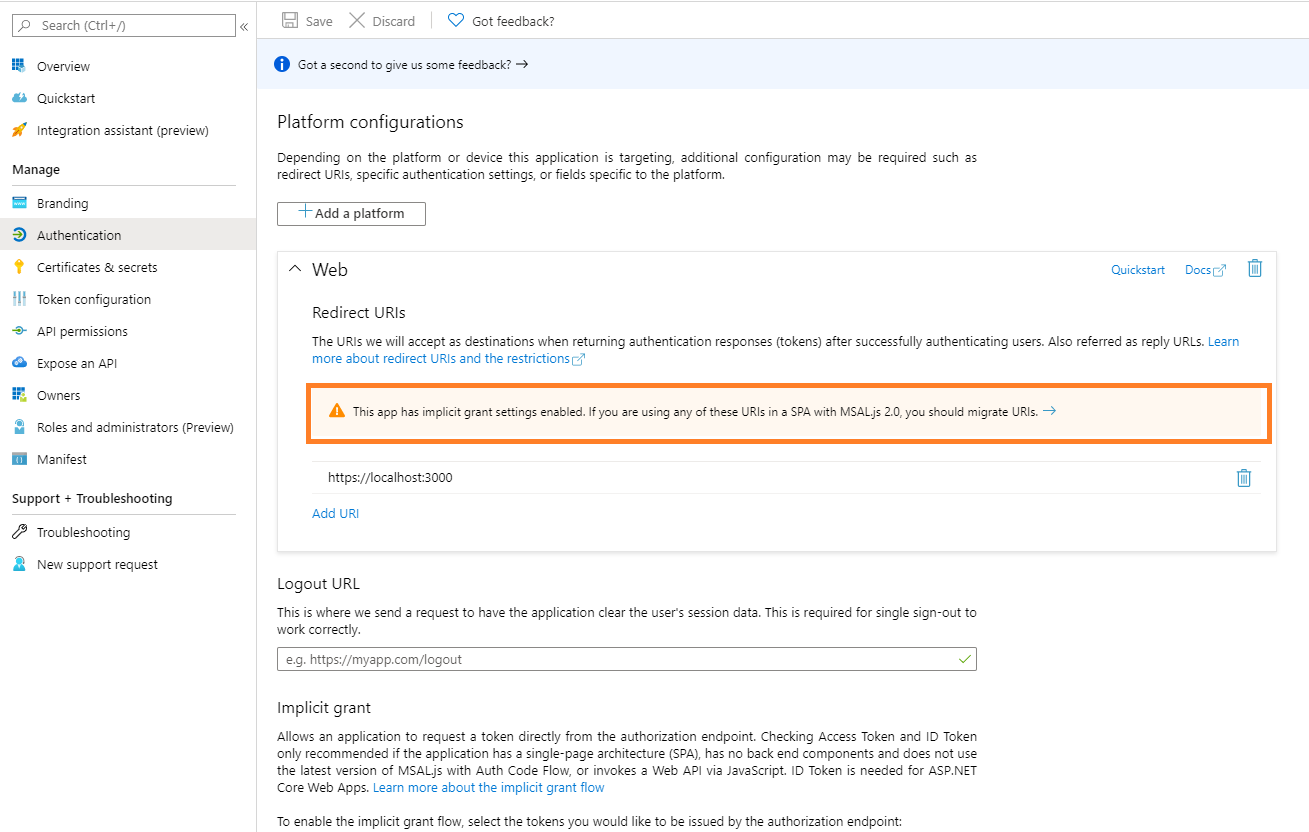 Search (Ctrl+/)
«
Overview
Quickstart
Integration assistant (preview)
Manage
Branding
Authentication
Certificates & secrets
Token configuration
API permissions
Expose an API
Owners
Roles and administrators (Preview)
Manifest
Support + Troubleshooting
Troubleshooting
New support request
Save Discard Got feedback?
Got a second to give us some feedback? →
Platform configurations
Depending on the platform or device this application is targeting, additional configuration may be required such as
redirect URIs, specific authentication settings, or fields specific to the platform.
+ Add a platform
Web
Quickstart Docs
Redirect URIs
The URIs we will accept as destinations when returning authentication responses (tokens) after successfully authenticating users. Also referred as reply URLs. Learn
more about redirect URIs and the restrictions
This app has implicit grant settings enabled. If you are using any of these URIs in a SPA with MSAL.js 2.0, you should migrate URIs. →
https://localhost:3000
Add URI
Logout URL
This is where we send a request to have the application clear the user's session data. This is required for single sign-out to
work correctly.
e.g. https://myapp.com/logout
Implicit grant
Allows an application to request a token directly from the authorization endpoint. Checking Access Token and ID Token
only recommended if the application has a single-page architecture (SPA), has no back end components and does not use
the latest version of MSAL.js with Auth Code Flow, or invokes a Web API via JavaScript. ID Token is needed for ASP.NET
Core Web Apps. Learn more about the implicit grant flow
To enable the implicit grant flow, select the tokens you would like to be issued by the authorization endpoint: